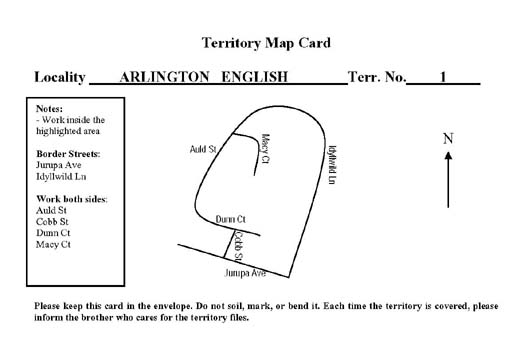 Territory Map Card
Locality ARLINGTON ENGLISH Terr. No. 1
Notes:
- Work inside the
highlighted area
Border Streets:
Jurupa Ave
Idyllwild Ln
Work both sides:
Auld St
Cobb St
Dunn Ct
Macy Ct
Auld St
Macy Ct
Idyllwild Ln
N
Dunn Ct
Cobb St
Jurupa Ave
Please keep this card in the envelope. Do not soil, mark, or bend it. Each time the territory is covered, please
inform the brother who cares for the territory files.